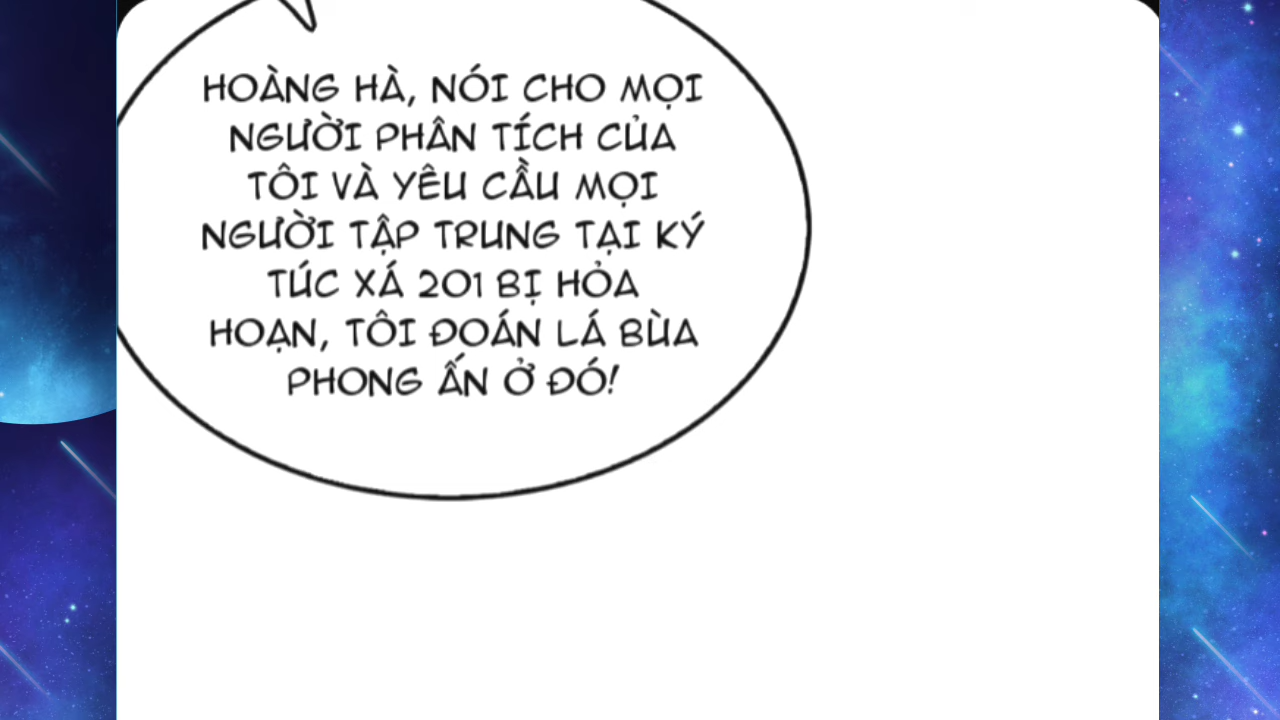 HOÀNG HÀ, NÓI CHO MỌI
NGƯỜI PHÂN TÍCH CỦA
TÔI VÀ YÊU CẦU MỌI
NGƯỜI TẬP TRUNG TẠI KÝ
TÚC XÁ 201 BỊ HỎA
HOẠN, TÔI ĐOÁN LÁ BÙA
PHONG ẤN Ở ĐÓ!